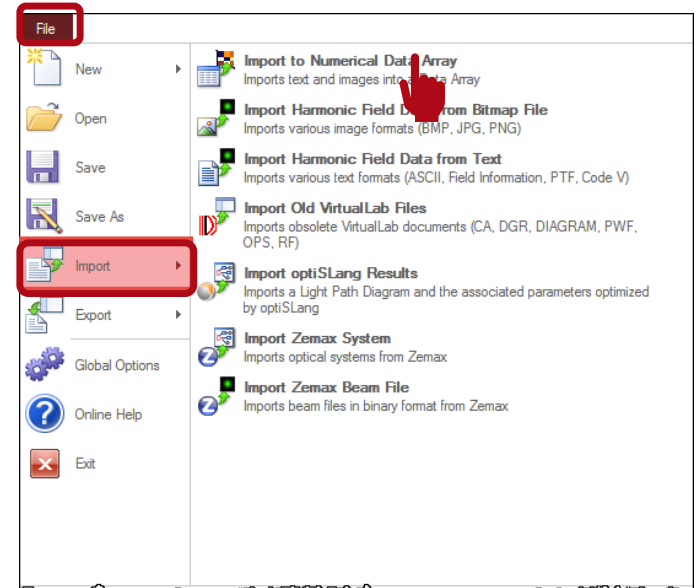 File
New
Open
Save
Save As
Import
Export
Global Options
Online Help
Exit
Import to Numerical Data Array
Imports text and images into a Data Array
Import Harmonic Field Data from Bitmap File
Imports various image formats (BMP, JPG, PNG)
Import Harmonic Field Data from Text
Imports various text formats (ASCII, Field Information, PTF, Code V)
Import Old VirtualLab Files
Imports obsolete VirtualLab documents (CA, DGR, DIAGRAM, PWF,
OPS, RF)
Import optiSLang Results
Imports a Light Path Diagram and the associated parameters optimized
by optiSLang
Import Zemax System
Imports optical systems from Zemax
Import Zemax Beam File
Imports beam files in binary format from Zemax